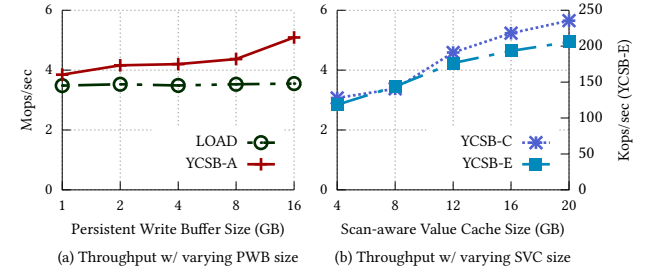 6
4
2
0
Mops/sec
LOAD
YCSB-A
1 2 4 8 16
Persistent Write Buffer Size (GB)
(a) Throughput w/ varying PWB size
6
4
2
0
250
200
150
100
50
0
Kops/sec (YCSB-E)
YCSB-C
YCSB-E
4 8 12 16 20
Scan-aware Value Cache Size (GB)
(b) Throughput w/ varying SVC size